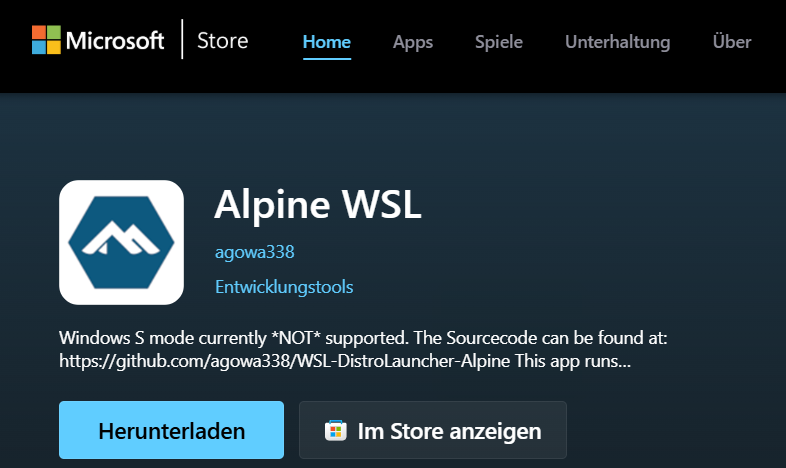 Microsoft | Store Home Apps Spiele Unterhaltung Über
Alpine WSL
agowa338
Entwicklungstools
Windows S mode currently *NOT* supported. The Sourcecode can be found at:
https://github.com/agowa338/WSL-DistroLauncher-Alpine This app runs...
Herunterladen Im Store anzeigen